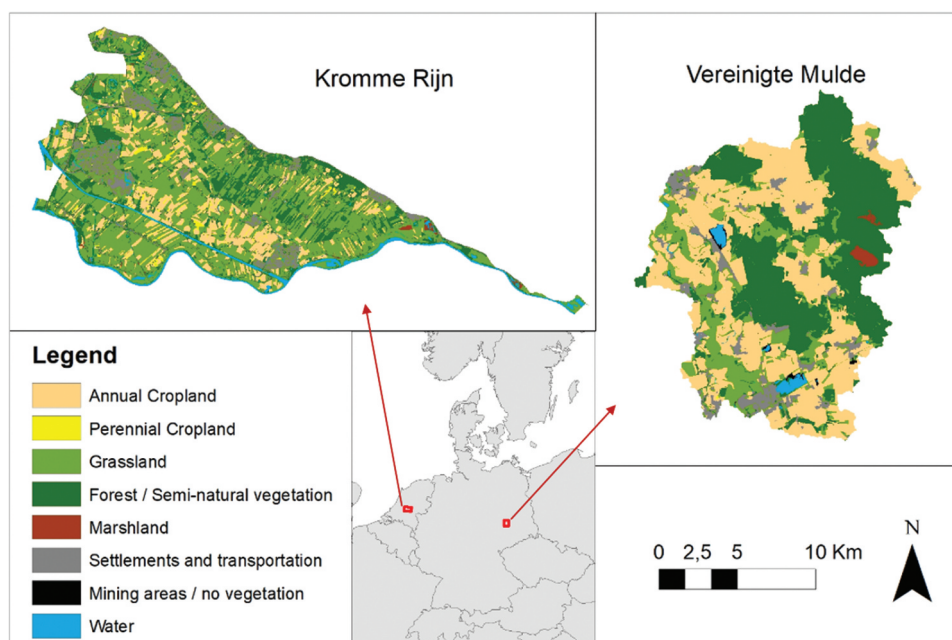 Kromme Rijn
Vereinigte Mulde
Legend
Annual Cropland
Perennial Cropland
Grassland
Forest / Semi-natural vegetation
Marshland
Settlements and transportation
Mining areas / no vegetation
Water
0 2,5 5 10 Km
N